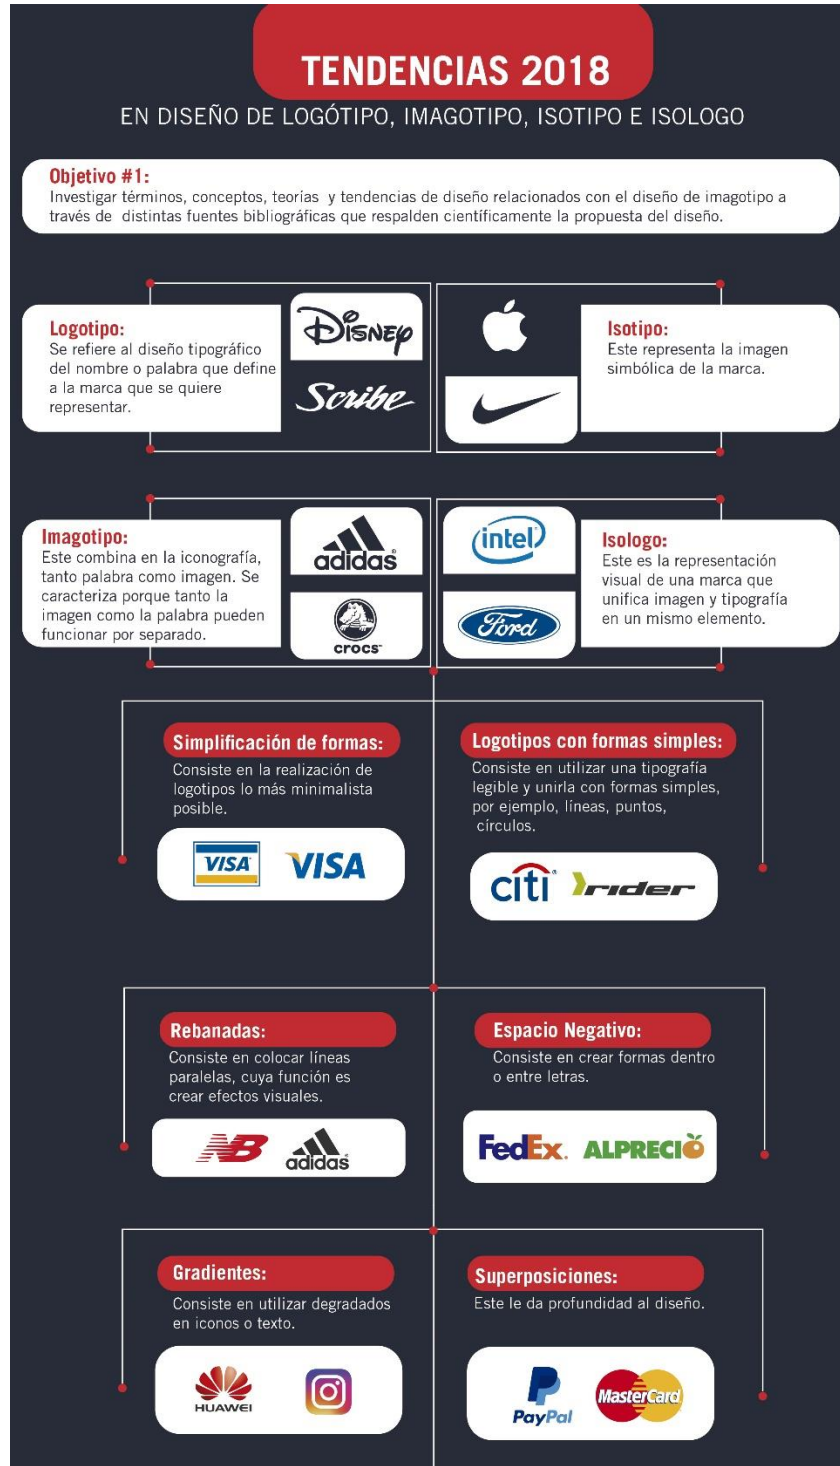 TENDENCIAS 2018
EN DISEÑO DE LOGÓTIPO, IMAGOTIPO, ISOTIPO E ISOLOGO
Objetivo #1:
Investigar términos, conceptos, teorías y tendencias de diseño relacionados con el diseño de imagotipo a
través de distintas fuentes bibliográficas que respalden científicamente la propuesta del diseño.
Logotipo:
Se refiere al diseño tipográfico
del nombre o palabra que define
a la marca que se quiere
representar.
Disney
Scribe
Isotipo:
Este representa la imagen
simbólica de la marca.
Imagotipo:
Este combina en la iconografía,
tanto palabra como imagen. Se
caracteriza porque tanto la
imagen como la palabra pueden
funcionar por separado.
adidas
crocs
intel
Ford
Isologo:
Este es la representación
visual de una marca que
unifica imagen y tipografía
en un mismo elemento.
Simplificación de formas:
Consiste en la realización de
logotipos lo más minimalista
posible.
VISA VISA
Logotipos con formas simples:
Consiste en utilizar una tipografía
legible y unirla con formas simples,
por ejemplo, líneas, puntos,
círculos.
citi rider
Rebanadas:
Consiste en colocar líneas
paralelas, cuya función es
crear efectos visuales.
NB adidas
Espacio Negativo:
Consiste en crear formas dentro
o entre letras.
FedEx. ALPRECIO
Gradientes:
Consiste en utilizar degradados
en iconos o texto.
HUAWEI
Superposiciones:
Este le da profundidad al diseño.
PayPal MasterCard